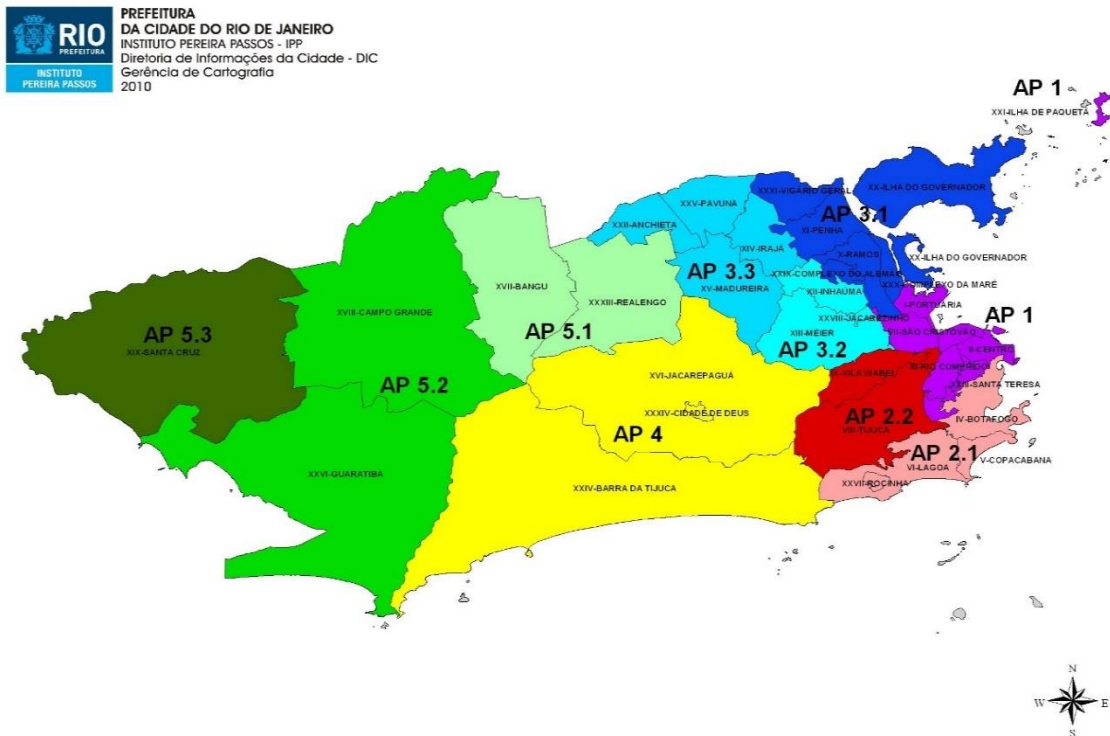 RIO
PREFEITURA
INSTITUTO
PEREIRA PASSOS
PREFEITURA
DA CIDADE DO RIO DE JANEIRO
INSTITUTO PEREIRA PASSOS - IPP
Diretoria de Informações da Cidade - DIC
Gerência de Cartografia
2010
AP 1
XXI-ILHA DE PAQUETÁ
XXXI-VIGÁRIO GERAL
XX-ILHA DO GOVERNADOR
XXV-PAVUNA
AP 3.1
XXII-ANCHIETA
XI-PENHA
XIV-IRAJÁ
X-RAMOS
XX-ILHA DO GOVERNADOR
AP 3.3
XXIX-COMPLEXO DO ALEMÃO
XVII-BANGU
XV-MADUREIRA
COMPLEXO DA MARÉ
XII-INHAÚMA
XXXIII-REALENGO
I-PORTUÁRIA
XVIII-CAMPO GRANDE
XXVIII-JACAREZINHO
AP 1
AP 5.3
AP 5.1
VII-SÃO CRISTOVÃO
XIII-MÉIER
XIX-SANTA CRUZ
AP 3.2
II-CENTRO
III-RIO COMPRIDO
IX-VILA ISABEL
XVI-JACAREPAGUÁ
AP 5.2
XXIII-SANTA TERESA
XXXIV-CIDADE DE DEUS
AP 2.2
IV-BOTAFOGO
VIII-TIJUCA
AP 4
AP 2.1
V-COPACABANA
VI-LAGOA
XXVI-GUARATIBA
XXVII-ROCINHA
XXIV-BARRA DA TIJUCA
N
W
E
S